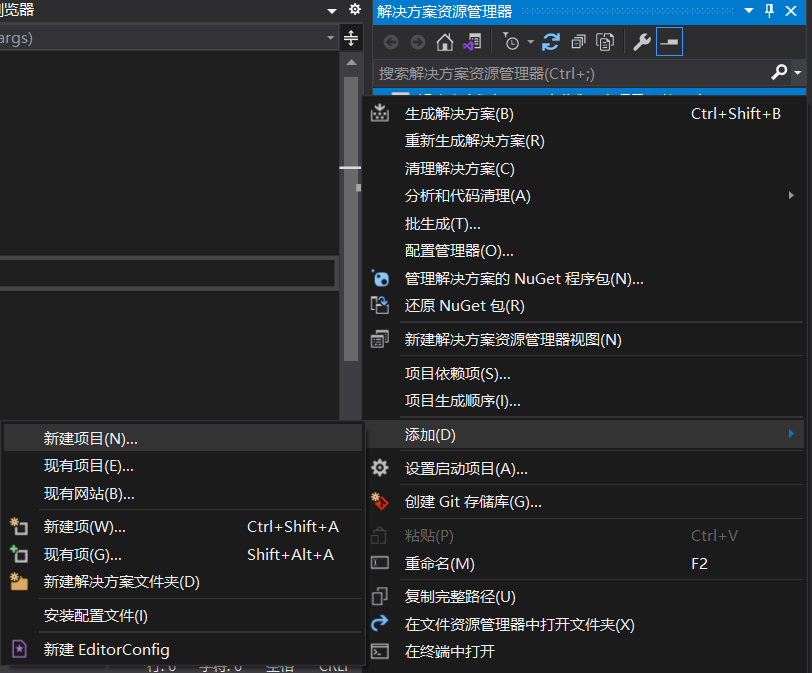 浏览器
解决方案资源管理器
args)
搜索解决方案资源管理器(Ctrl+;)
生成解决方案(B) Ctrl+Shift+B
重新生成解决方案(R)
清理解决方案(C)
分析和代码清理(A)
批生成(T)...
配置管理器(O)...
管理解决方案的 NuGet 程序包(N)...
还原 NuGet 包(R)
新建解决方案资源管理器视图(N)
项目依赖项(S)...
项目生成顺序(I)...
添加(D)
设置启动项目(A)...
创建 Git 存储库(G)...
粘贴(P) Ctrl+V
重命名(M) F2
复制完整路径(U)
在文件资源管理器中打开文件夹(X)
在终端中打开
新建项目(N)...
现有项目(E)...
现有网站(B)...
新建项(W)... Ctrl+Shift+A
现有项(G)... Shift+Alt+A
新建解决方案文件夹(D)
安装配置文件(I)
新建 EditorConfig